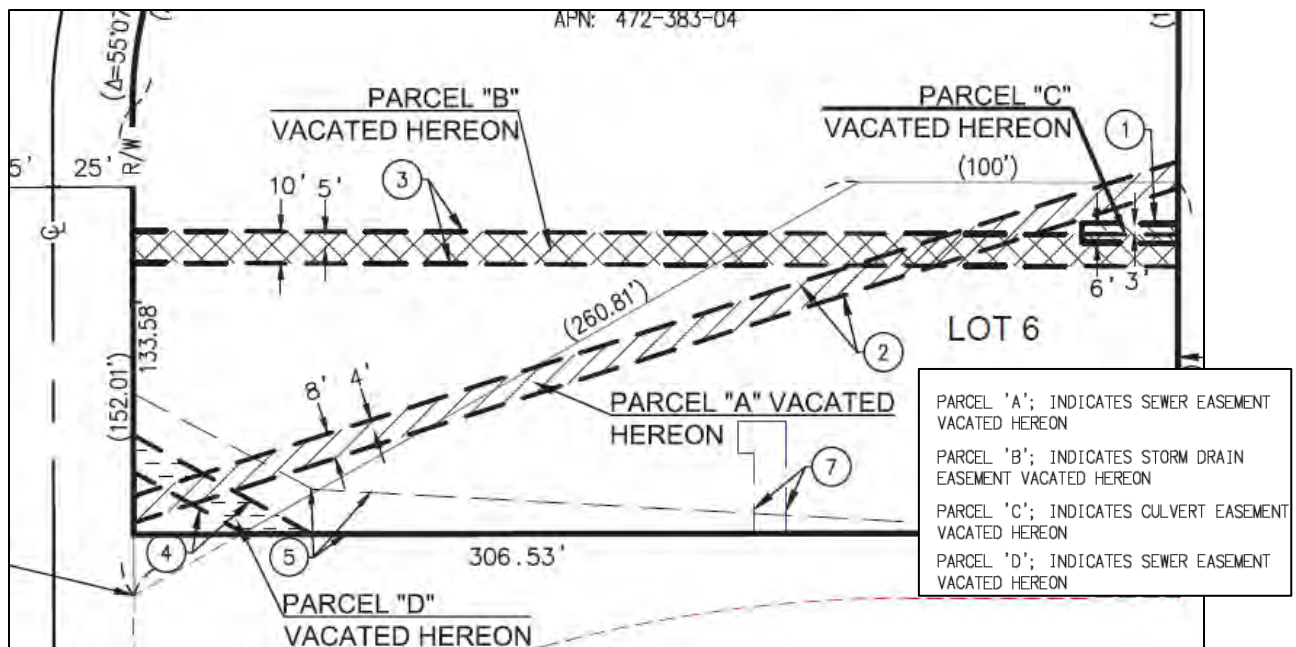 APN: 472-383-04
(Δ=55°07
PARCEL "B"
VACATED HEREON
PARCEL "C"
VACATED HEREON
1
5'
25'
R/W
10'
5'
3
(100')
℄
6'
3'
133.58'
(152.01')
(260.81')
LOT 6
2
8'
4'
PARCEL "A" VACATED
HEREON
7
4
5
306.53'
PARCEL "D"
VACATED HEREON
PARCEL 'A'; INDICATES SEWER EASEMENT
VACATED HEREON
PARCEL 'B'; INDICATES STORM DRAIN
EASEMENT VACATED HEREON
PARCEL 'C'; INDICATES CULVERT EASEMENT
VACATED HEREON
PARCEL 'D'; INDICATES SEWER EASEMENT
VACATED HEREON